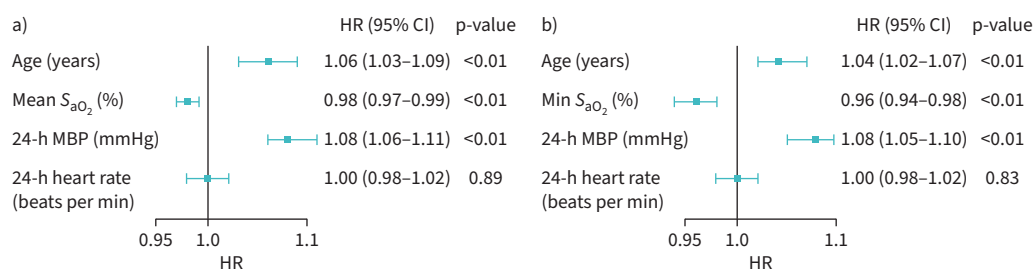 a) HR (95% CI) p-value
Age (years) 1.06 (1.03–1.09) <0.01
Mean SaO2 (%) 0.98 (0.97–0.99) <0.01
24-h MBP (mmHg) 1.08 (1.06–1.11) <0.01
24-h heart rate 1.00 (0.98–1.02) 0.89
(beats per min)
0.95 1.0 1.1
HR
b) HR (95% CI) p-value
Age (years) 1.04 (1.02–1.07) <0.01
Min SaO2 (%) 0.96 (0.94–0.98) <0.01
24-h MBP (mmHg) 1.08 (1.05–1.10) <0.01
24-h heart rate 1.00 (0.98–1.02) 0.83
(beats per min)
0.95 1.0 1.1
HR